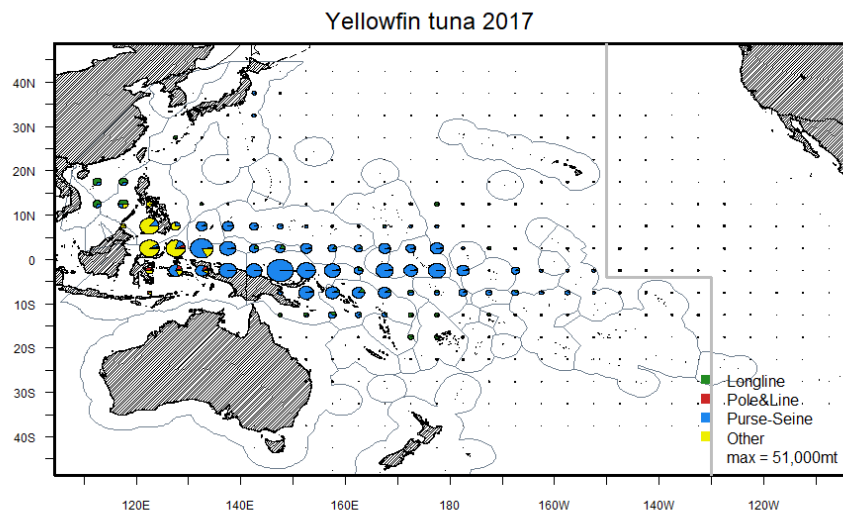 Yellowfin tuna 2017
40N
30N
20N
10N
0
10S
20S
30S
40S
Longline
Pole&Line
Purse-Seine
Other
max = 51,000mt
120E
140E
160E
180
160W
140W
120W